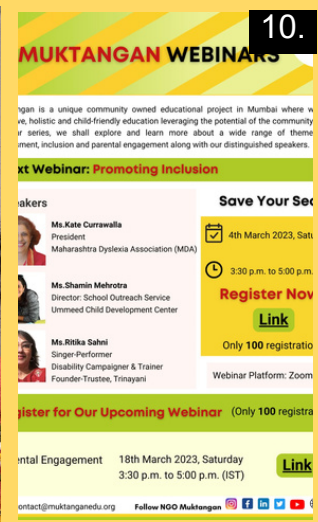 10.
MUKTANGAN WEBINARS
ngan is a unique community owned educational project in Mumbai where w
ve, holistic and child-friendly education leveraging the potential of the community
ur series, we shall explore and learn more about a wide range of theme
ment, inclusion and parental engagement along with our distinguished speakers.
xt Webinar: Promoting Inclusion
eakers
Save Your Sea
Ms.Kate Currawalla
President
Maharashtra Dyslexia Association (MDA)
4th March 2023, Satu
3:30 p.m. to 5:00 p.m.
Ms.Shamin Mehrotra
Director: School Outreach Service
Ummeed Child Development Center
Register Now
Link
Only 100 registratio
Ms.Ritika Sahni
Singer-Performer
Disability Campaigner & Trainer
Founder-Trustee, Trinayani
Webinar Platform: Zoom
gister for Our Upcoming Webinar (Only 100 registra
ental Engagement
18th March 2023, Saturday
3:30 p.m. to 5:00 p.m. (IST)
Link
ontact@muktanganedu.org Follow NGO Muktangan